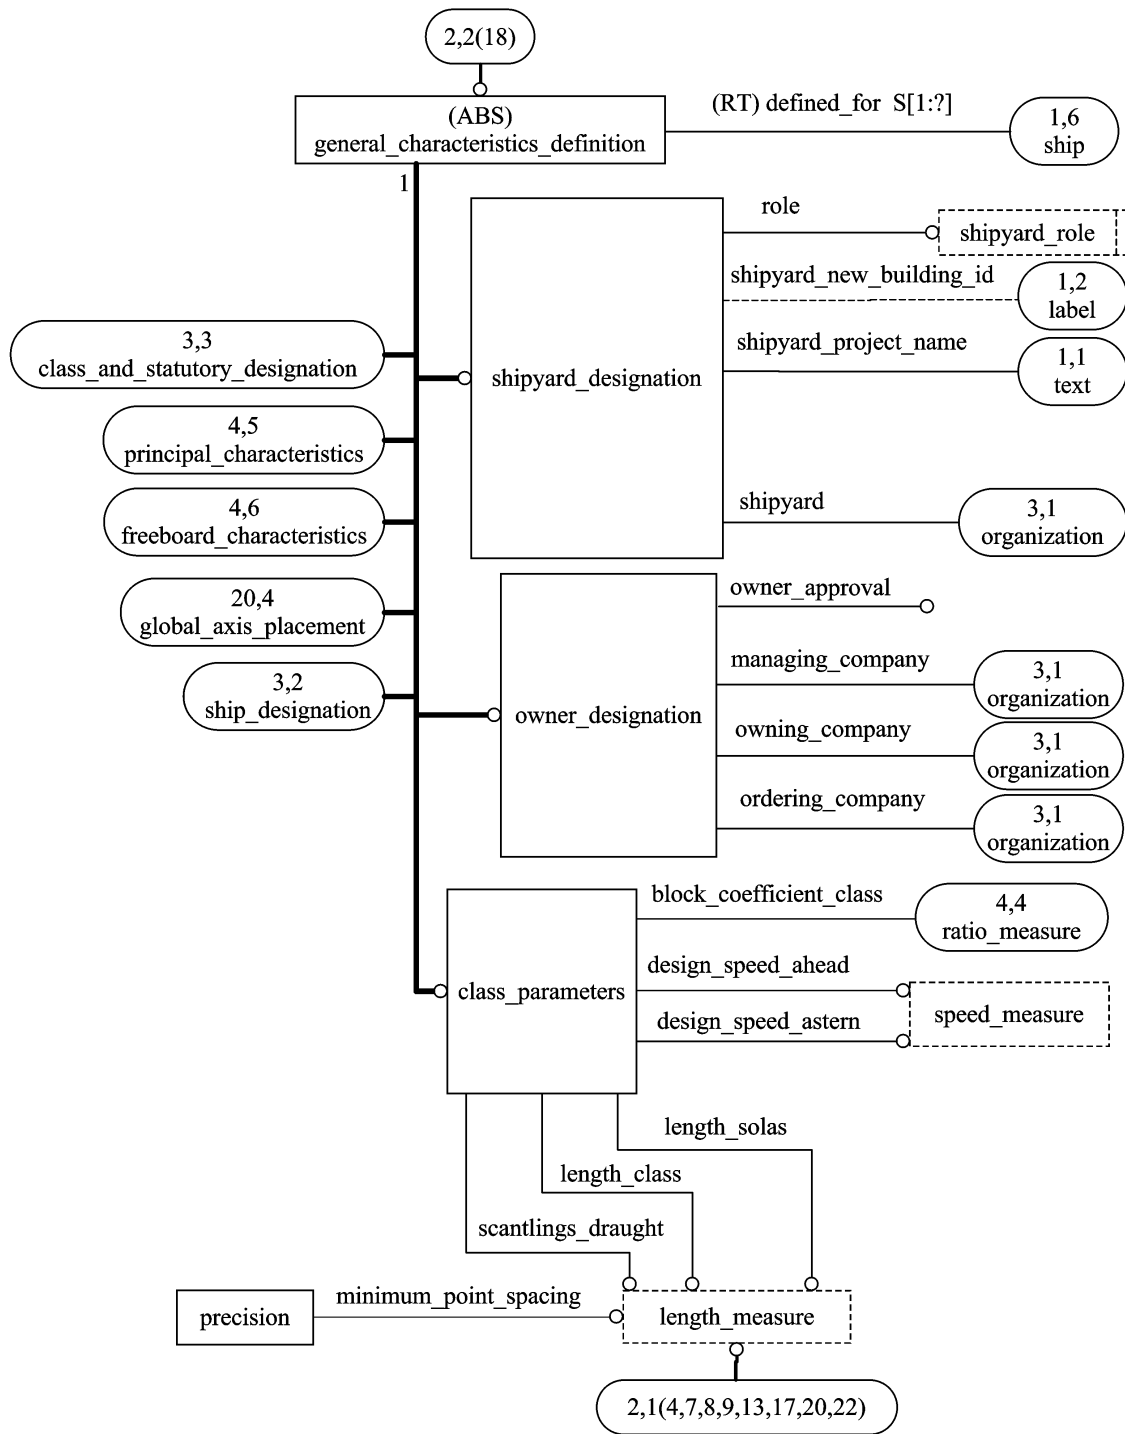 2,2(18)
(ABS)
general_characteristics_definition
(RT) defined_for  S[1:?]
1,6
ship
1
role
shipyard_role
shipyard_new_building_id
1,2
label
shipyard_project_name
1,1
text
3,3
class_and_statutory_designation
shipyard_designation
4,5
principal_characteristics
4,6
freeboard_characteristics
shipyard
3,1
organization
20,4
global_axis_placement
owner_approval
3,2
ship_designation
managing_company
3,1
organization
owner_designation
owning_company
3,1
organization
ordering_company
3,1
organization
block_coefficient_class
4,4
ratio_measure
design_speed_ahead
class_parameters
speed_measure
design_speed_astern
length_solas
length_class
scantlings_draught
minimum_point_spacing
precision
length_measure
2,1(4,7,8,9,13,17,20,22)